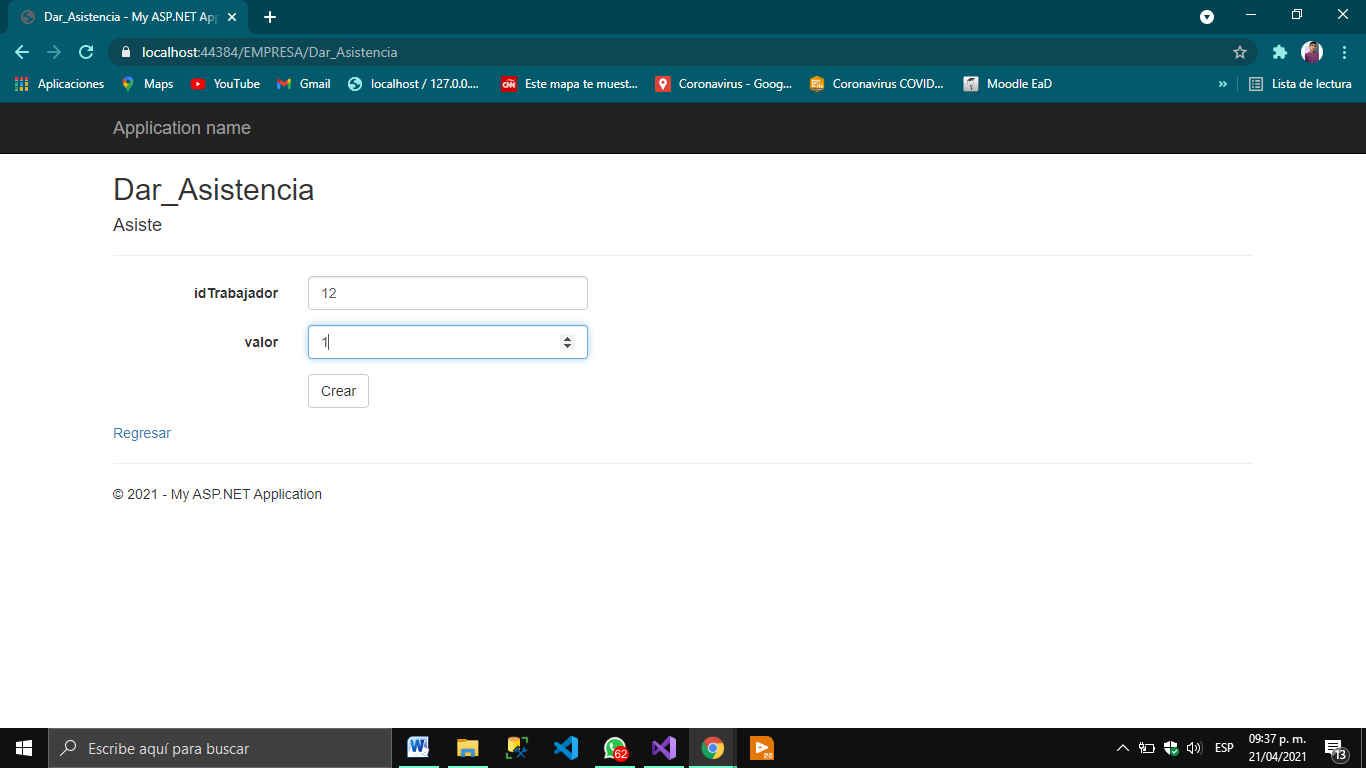 Dar_Asistencia - My ASP.NET App
localhost:44384/EMPRESA/Dar_Asistencia
Aplicaciones Maps YouTube Gmail localhost / 127.0.0.... CNN Este mapa te muest... Coronavirus - Goog... Coronavirus COVID... Moodle EaD » Lista de lectura
Application name
Dar_Asistencia
Asiste
idTrabajador 12
valor 1
Crear
Regresar
© 2021 - My ASP.NET Application
Escribe aquí para buscar
62
23
ESP
09:37 p. m.
21/04/2021
13